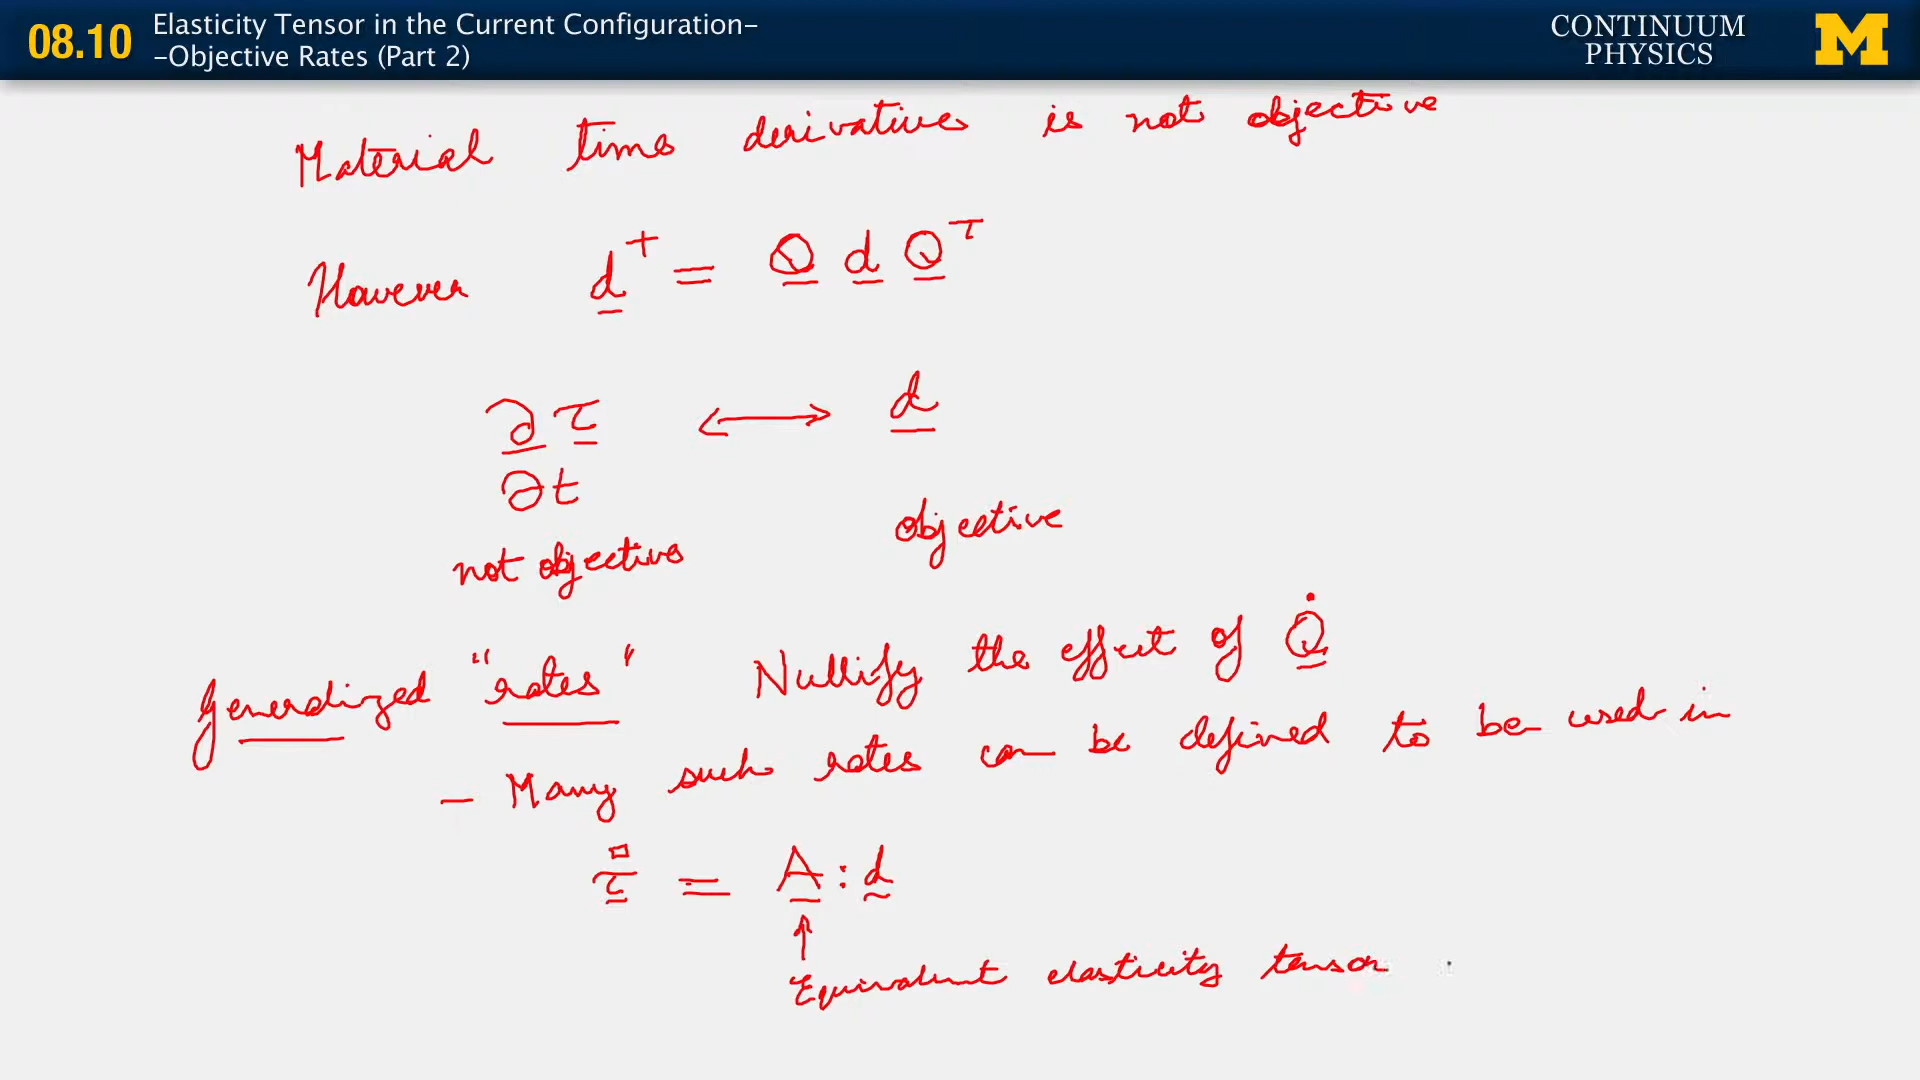 08.10 Elasticity Tensor in the Current Configuration–
–Objective Rates (Part 2)
CONTINUUM
PHYSICS
M
Material time derivative is not objective
However d⁺ = Q d Qᵀ
∂τ ⟷ d
∂t
objective
not objective
Generalized "rates" Nullify the effect of Q̇
– Many such rates can be defined to be used in
τ□ = A : d
↑
Equivalent elasticity tensor